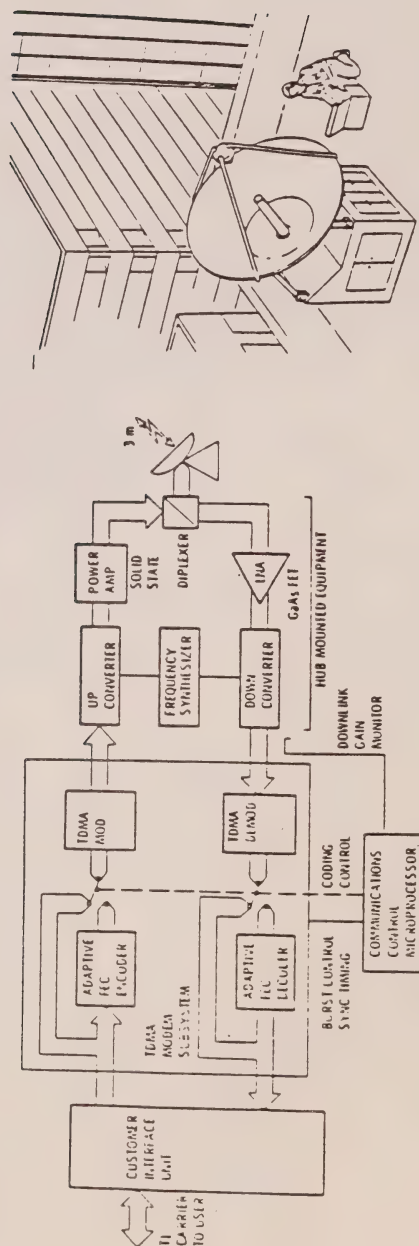 T1
CARRIER
TO USER
CUSTOMER
INTERFACE
UNIT
ADAPTIVE
FEC
ENCODER
TDMA
MODEM
SUBSYSTEM
ADAPTIVE
FEC
DECODER
TDMA
MOD
TDMA
DEMOD
BURST CONTROL
SYNC TIMING
CODING
CONTROL
COMMUNICATIONS
CONTROL
MICROPROCESSOR
UP
CONVERTER
FREQUENCY
SYNTHESIZER
DOWN
CONVERTER
DOWNLINK
GAIN
MONITOR
POWER
AMP
SOLID
STATE
DIPLEXER
3 m
LNA
GaAs FET
HUB MOUNTED EQUIPMENT